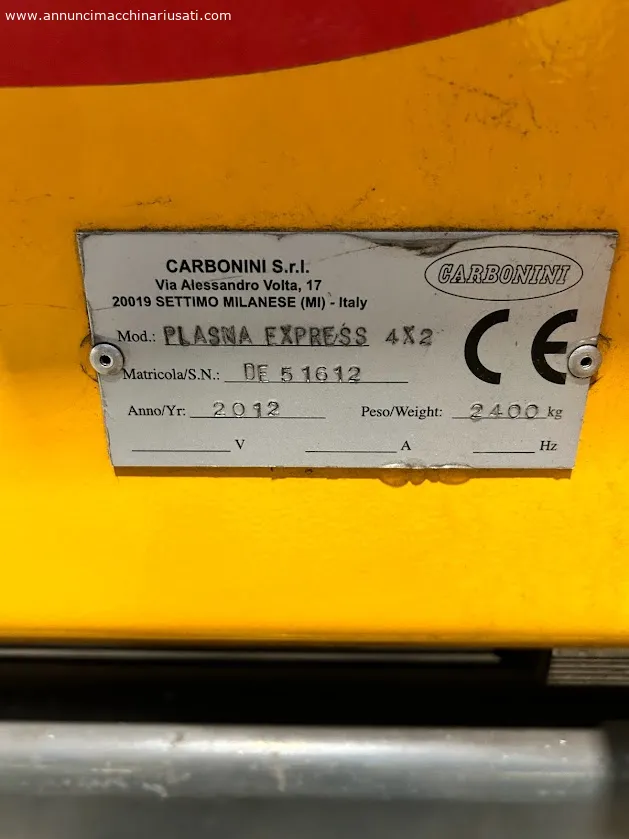 www.annuncimacchinariusati.com
CARBONINI S.r.l.
Via Alessandro Volta, 17
20019 SETTIMO MILANESE (MI) - Italy
CARBONINI
Mod.: PLASMA EXPRESS 4X2
CE
Matricola/S.N.: DE 51612
Anno/Yr: 2012 Peso/Weight: 2400 kg
V A Hz